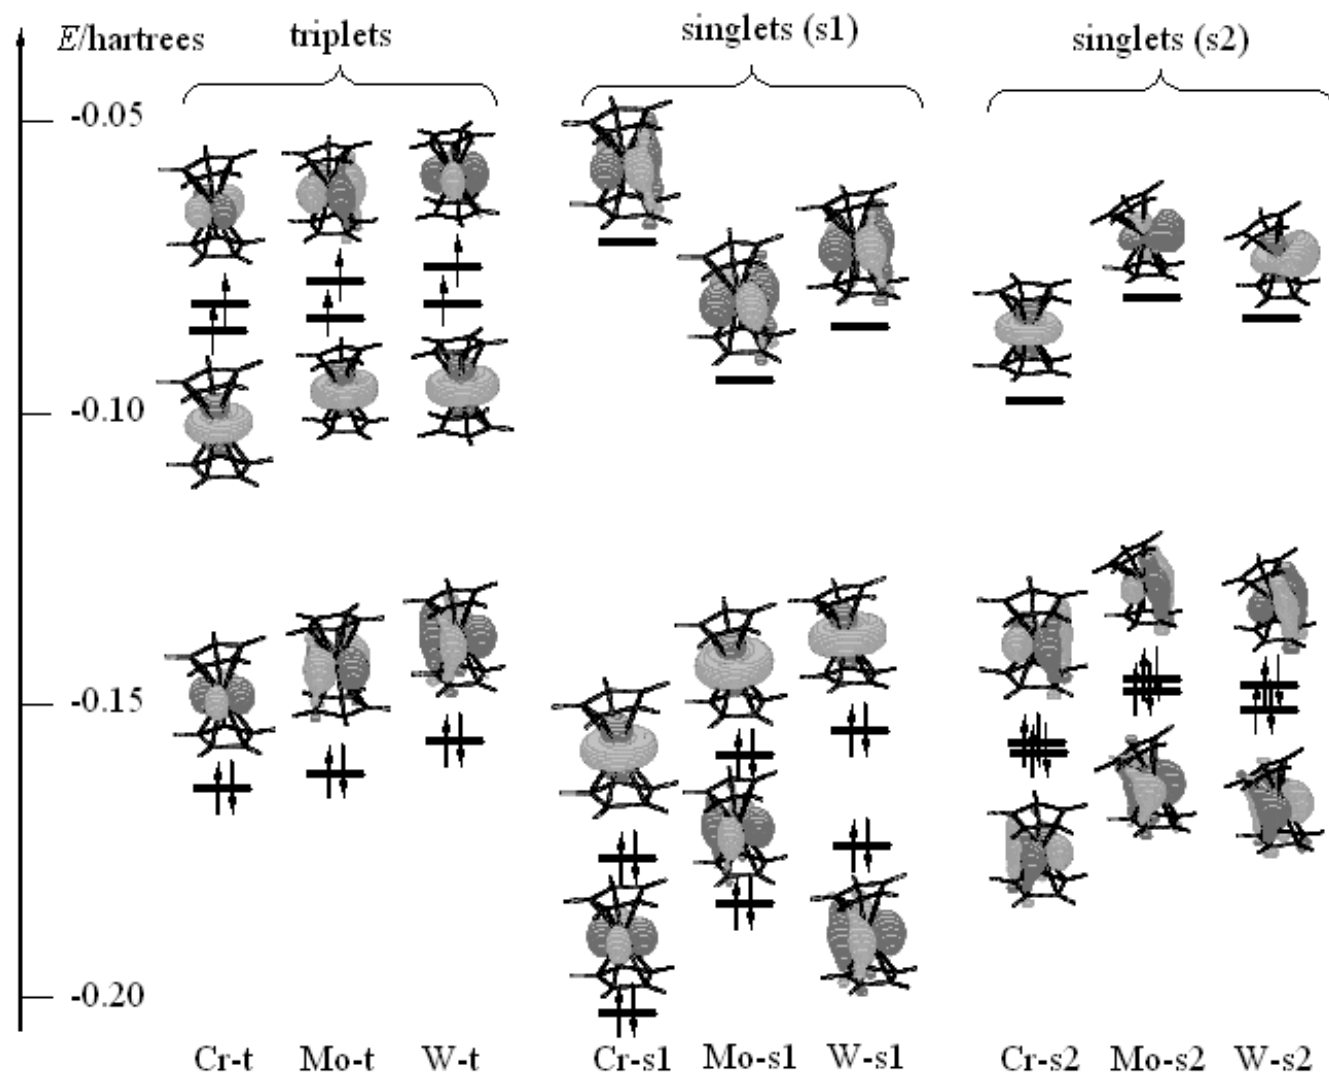 E/hartrees
triplets
singlets (s1)
singlets (s2)
-0.05
-0.10
-0.15
-0.20
Cr-t
Mo-t
W-t
Cr-s1
Mo-s1
W-s1
Cr-s2
Mo-s2
W-s2